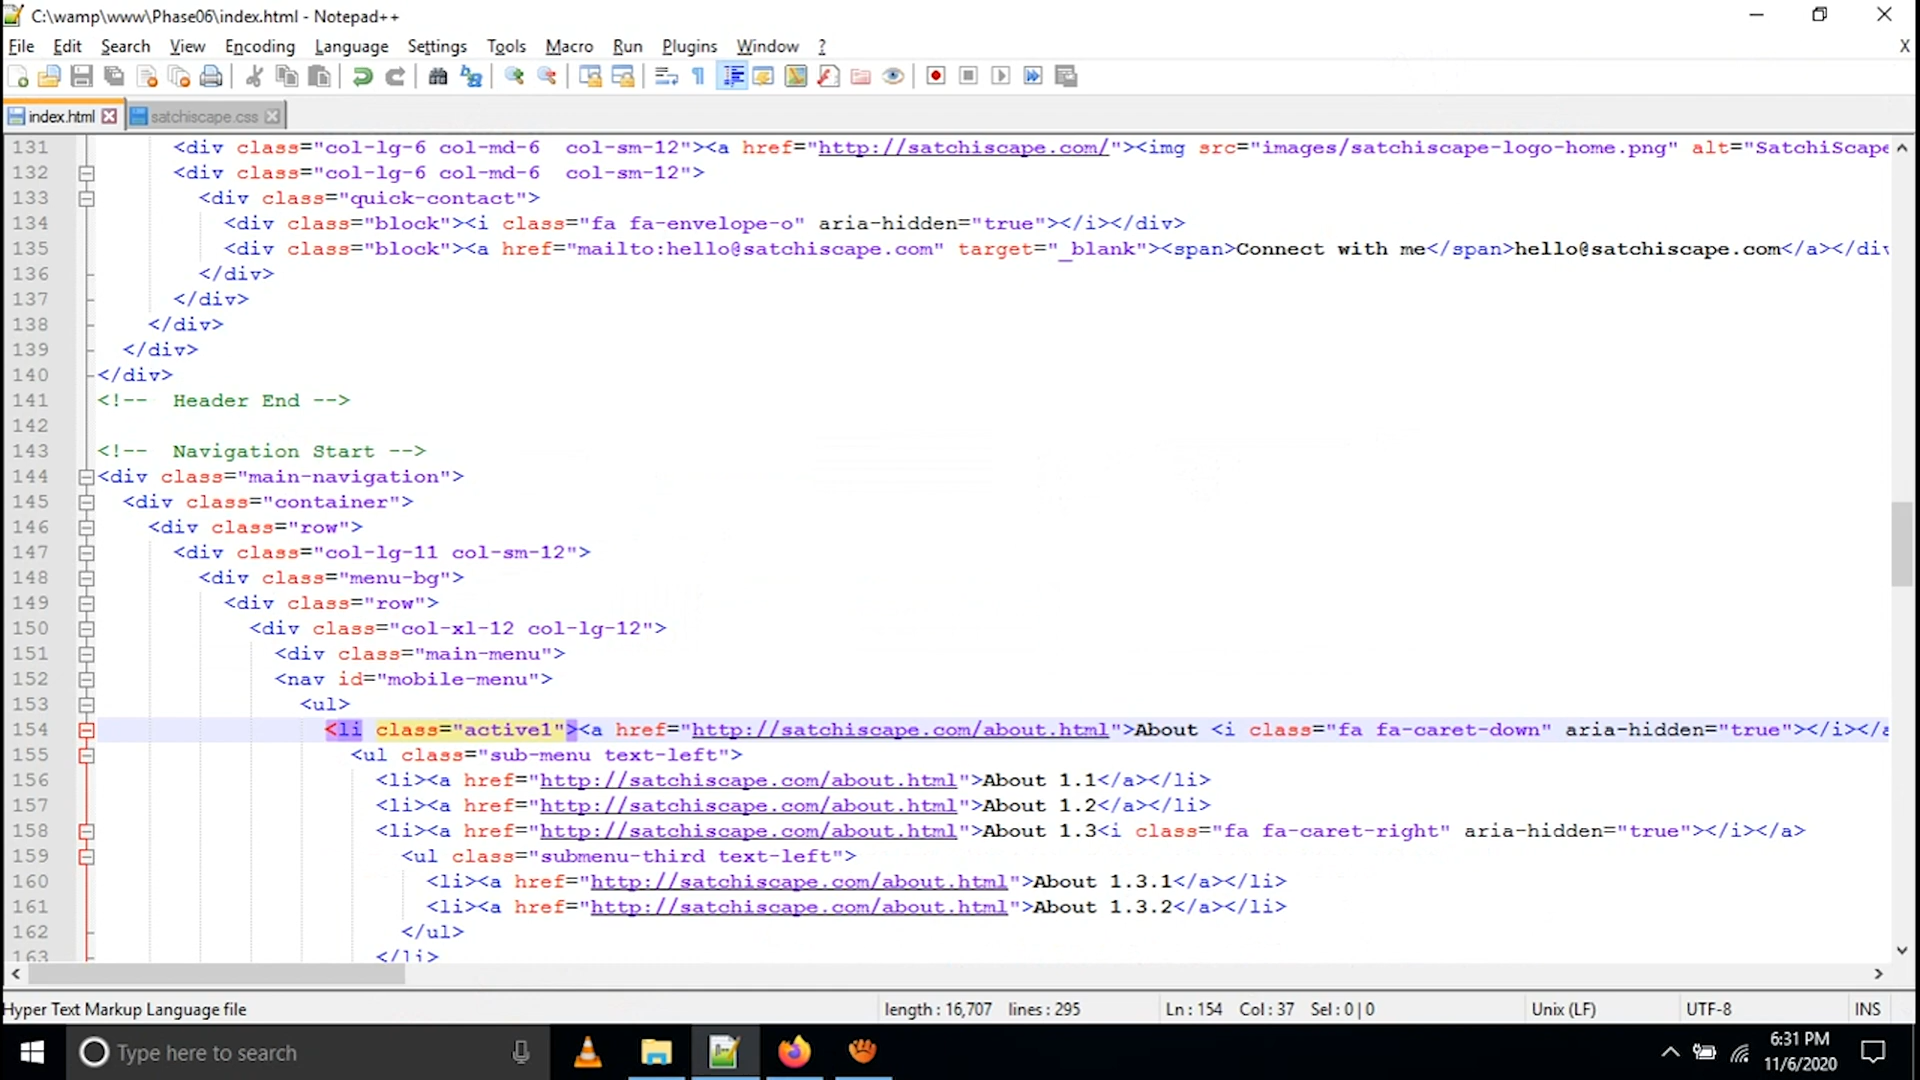 C:\wamp\www\Phase06\index.html - Notepad++
File Edit Search View Encoding Language Settings Tools Macro Run Plugins Window ? X
index.html satchiscape.css
131 <div class="col-lg-6 col-md-6  col-sm-12"><a href="http://satchiscape.com/"><img src="images/satchiscape-logo-home.png" alt="SatchiScape
132 <div class="col-lg-6 col-md-6  col-sm-12">
133 <div class="quick-contact">
134 <div class="block"><i class="fa fa-envelope-o" aria-hidden="true"></i></div>
135 <div class="block"><a href="mailto:hello@satchiscape.com" target="_blank"><span>Connect with me</span>hello@satchiscape.com</a></div
136 </div>
137 </div>
138 </div>
139 </div>
140 </div>
141 <!--  Header End -->
142
143 <!--  Navigation Start -->
144 <div class="main-navigation">
145 <div class="container">
146 <div class="row">
147 <div class="col-lg-11 col-sm-12">
148 <div class="menu-bg">
149 <div class="row">
150 <div class="col-xl-12 col-lg-12">
151 <div class="main-menu">
152 <nav id="mobile-menu">
153 <ul>
154 <li class="active1"><a href="http://satchiscape.com/about.html">About <i class="fa fa-caret-down" aria-hidden="true"></i></a
155 <ul class="sub-menu text-left">
156 <li><a href="http://satchiscape.com/about.html">About 1.1</a></li>
157 <li><a href="http://satchiscape.com/about.html">About 1.2</a></li>
158 <li><a href="http://satchiscape.com/about.html">About 1.3<i class="fa fa-caret-right" aria-hidden="true"></i></a>
159 <ul class="submenu-third text-left">
160 <li><a href="http://satchiscape.com/about.html">About 1.3.1</a></li>
161 <li><a href="http://satchiscape.com/about.html">About 1.3.2</a></li>
162 </ul>
163 </li>
Hyper Text Markup Language file length : 16,707 lines : 295 Ln : 154 Col : 37 Sel : 0 | 0 Unix (LF) UTF-8 INS
Type here to search
6:31 PM
11/6/2020